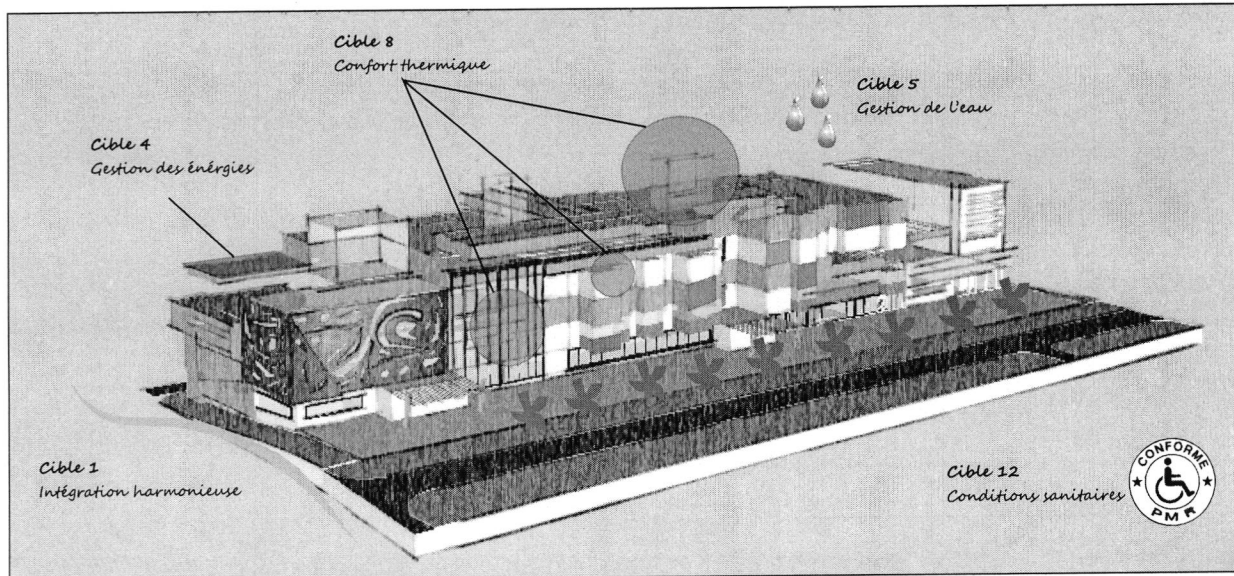 Cible 8
Confort thermique
Cible 5
Gestion de l'eau
Cible 4
Gestion des énérgies
Cible 1
Intégration harmonieuse
Cible 12
Conditions sanitaires
CONFORME
PMR